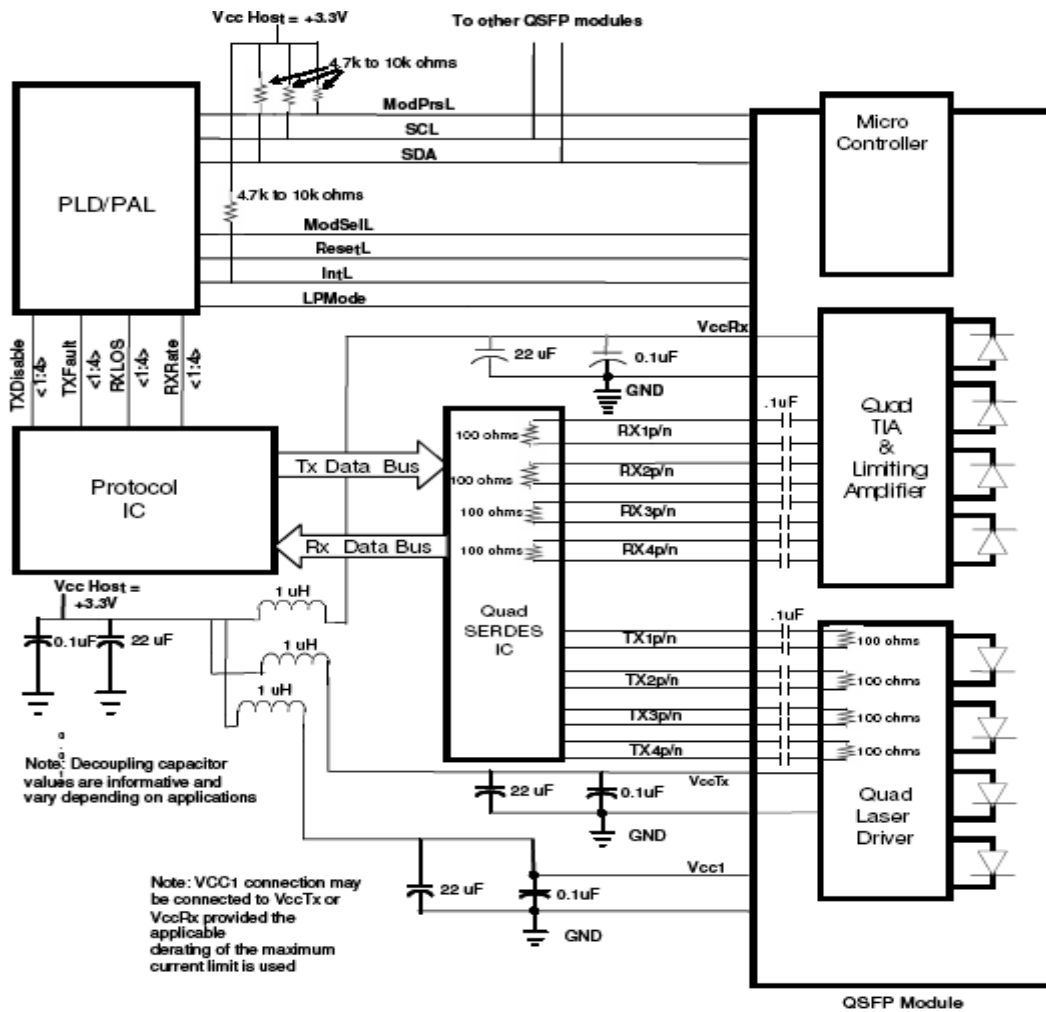 Vcc Host = +3.3V
To other QSFP modules
4.7k to 10k ohms
ModPrsL
SCL
SDA
Micro
Controller
PLD/PAL
4.7k to 10k ohms
ModSelL
ResetL
IntL
LPMode
VccRx
TXDisable
<1:4>
TXFault
<1:4>
RXLOS
<1:4>
RXRate
<1:4>
22 uF
0.1uF
GND
.1uF
Quad
TIA
&
Limiting
Amplifier
100 ohms
RX1p/n
Tx Data Bus
100 ohms
RX2p/n
Protocol
IC
100 ohms
RX3p/n
Rx Data Bus
100 ohms
RX4p/n
Vcc Host =
+3.3V
1 uH
0.1uF
22 uF
1 uH
1 uH
Quad
SERDES
IC
.1uF
TX1p/n
100 ohms
TX2p/n
100 ohms
TX3p/n
100 ohms
TX4p/n
100 ohms
Note: Decoupling capacitor
values are informative and
vary depending on applications
VccTx
22 uF
0.1uF
GND
Quad
Laser
Driver
Note: VCC1 connection may
be connected to VccTx or
VccRx provided the
applicable
derating of the maximum
current limit is used
22 uF
Vcc1
0.1uF
GND
QSFP Module